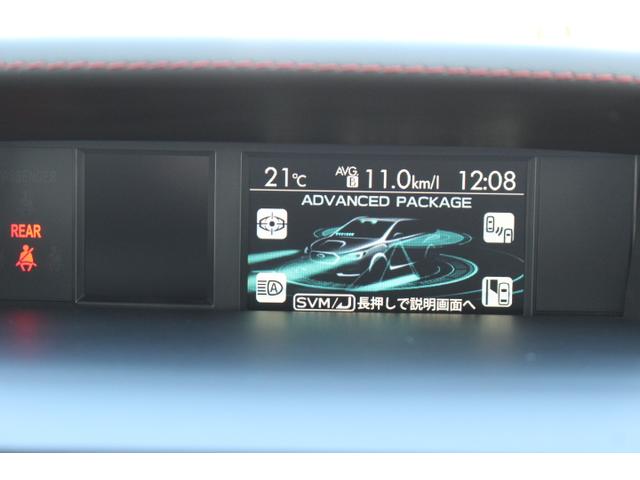 21℃ AVG. B 11.0km/l 12:08
ADVANCED PACKAGE
REAR
A
SVM/⤶ 長押しで説明画面へ